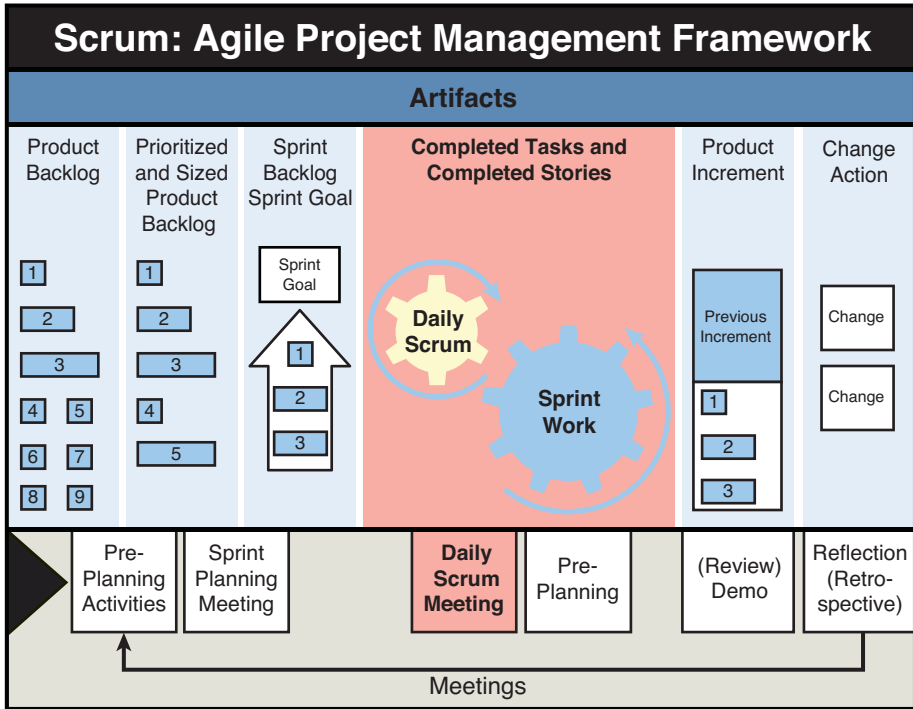 Scrum: Agile Project Management Framework
Artifacts
Product
Backlog
1
2
3
4 5
6 7
8 9
Prioritized
and Sized
Product
Backlog
1
2
3
4
5
Sprint
Backlog
Sprint Goal
Sprint
Goal
1
2
3
Completed Tasks and
Completed Stories
Daily
Scrum
Sprint
Work
Product
Increment
Previous
Increment
1
2
3
Change
Action
Change
Change
Pre-
Planning
Activities
Sprint
Planning
Meeting
Daily
Scrum
Meeting
Pre-
Planning
(Review)
Demo
Reflection
(Retro-
spective)
Meetings